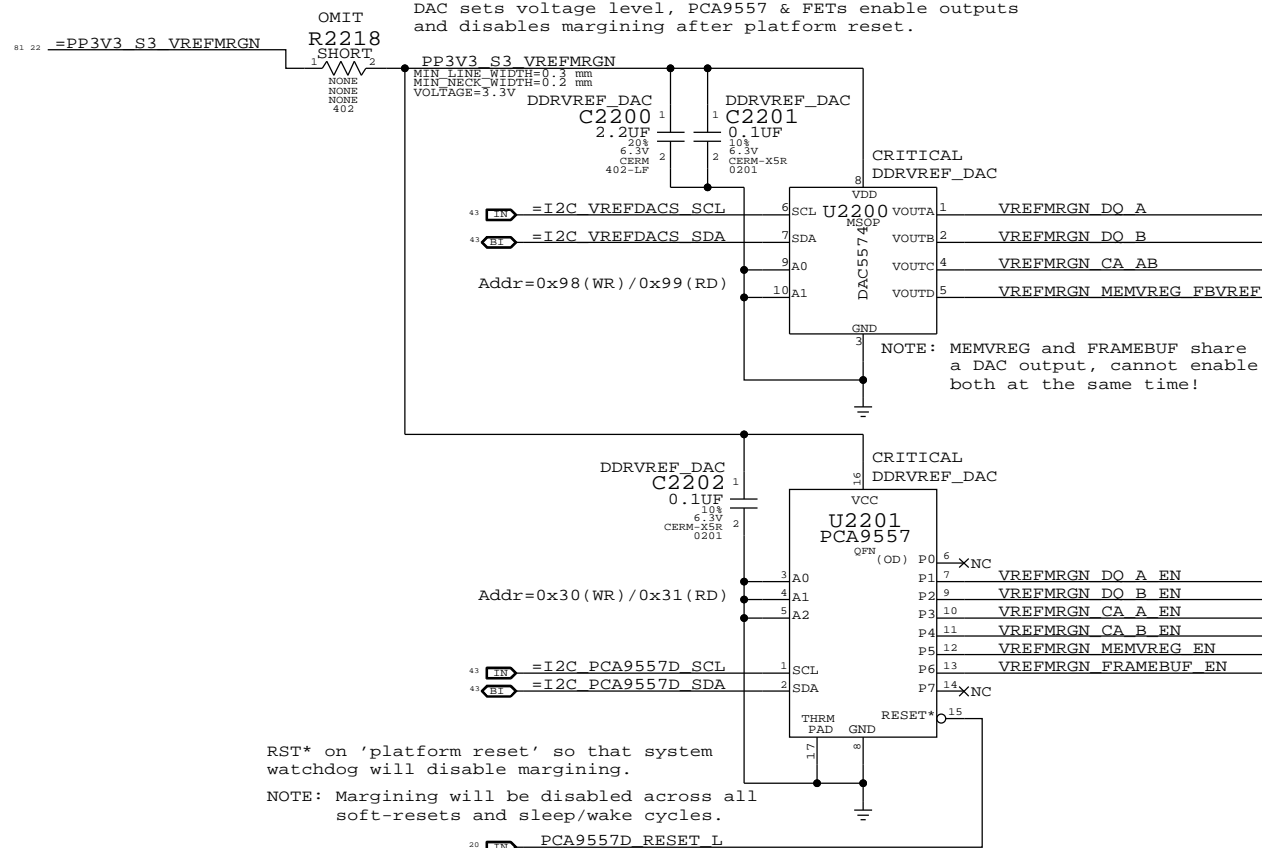 DAC sets voltage level, PCA9557 & FETs enable outputs
and disables margining after platform reset.
OMIT
R2218
SHORT
81 22 =PP3V3_S3_VREFMRGN
1 2
NONE
NONE
NONE
402
PP3V3_S3_VREFMRGN
MIN_LINE_WIDTH=0.3 mm
MIN_NECK_WIDTH=0.2 mm
VOLTAGE=3.3V
DDRVREF_DAC
C2200 1
2.2UF
20%
6.3V 2
CERM
402-LF
DDRVREF_DAC
1 C2201
0.1UF
10%
2 6.3V
CERM-X5R
0201
CRITICAL
DDRVREF_DAC
8
VDD
U2200
MSOP
DAC5574
43 IN =I2C_VREFDACS_SCL 6 SCL
43 BI =I2C_VREFDACS_SDA 7 SDA
9 A0
Addr=0x98(WR)/0x99(RD)
10 A1
VOUTA 1 VREFMRGN_DQ_A
VOUTB 2 VREFMRGN_DQ_B
VOUTC 4 VREFMRGN_CA_AB
VOUTD 5 VREFMRGN_MEMVREG_FBVREF
GND
3
NOTE: MEMVREG and FRAMEBUF share
a DAC output, cannot enable
both at the same time!
DDRVREF_DAC
C2202 1
0.1UF
10%
6.3V 2
CERM-X5R
0201
CRITICAL
DDRVREF_DAC
16
VCC
U2201
PCA9557
QFN
(OD)
3 A0
Addr=0x30(WR)/0x31(RD) 4 A1
5 A2
43 IN =I2C_PCA9557D_SCL 1 SCL
43 BI =I2C_PCA9557D_SDA 2 SDA
P0 6 NC
P1 7 VREFMRGN_DQ_A_EN
P2 9 VREFMRGN_DQ_B_EN
P3 10 VREFMRGN_CA_A_EN
P4 11 VREFMRGN_CA_B_EN
P5 12 VREFMRGN_MEMVREG_EN
P6 13 VREFMRGN_FRAMEBUF_EN
P7 14 NC
RESET* 15
THRM
PAD GND
17 8
RST* on 'platform reset' so that system
watchdog will disable margining.
NOTE: Margining will be disabled across all
soft-resets and sleep/wake cycles.
20 IN PCA9557D_RESET_L